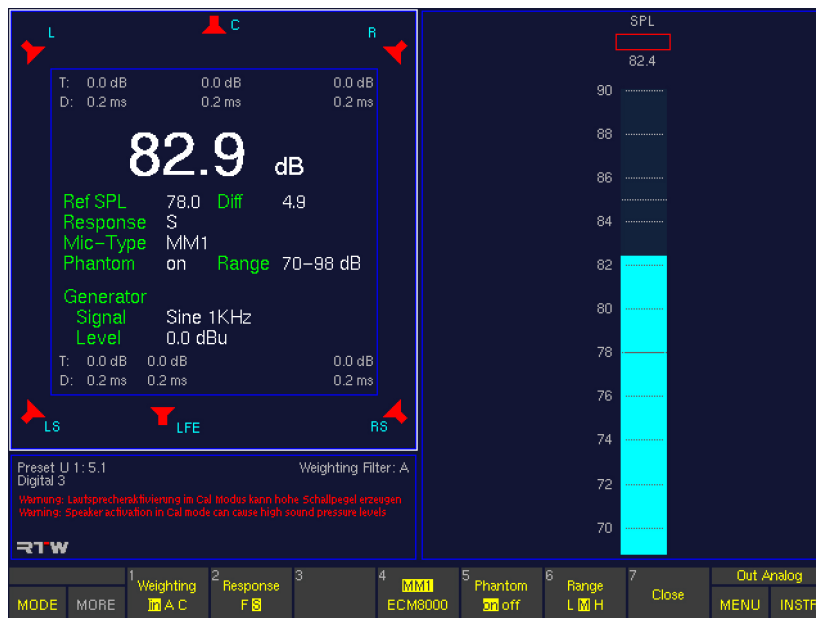 L
C
R
T: 0.0 dB 0.0 dB 0.0 dB
D: 0.2 ms 0.2 ms 0.2 ms
82.9 dB
Ref SPL 78.0 Diff 4.9
Response S
Mic-Type MM1
Phantom on Range 70-98 dB
Generator
Signal Sine 1KHz
Level 0.0 dBu
T: 0.0 dB 0.0 dB 0.0 dB
D: 0.2 ms 0.2 ms 0.2 ms
LS
LFE
RS
Preset U 1: 5.1 Weighting Filter: A
Digital 3
Warnung: Lautsprecheraktivierung im Cal Modus kann hohe Schallpegel erzeugen
Warning: Speaker activation in Cal mode can cause high sound pressure levels
RTW
SPL
82.4
90
88
86
84
82
80
78
76
74
72
70
MODE
MORE
1 Weighting
lin A C
2 Response
F S
3
4 MM1
ECM8000
5 Phantom
on off
6 Range
L M H
7 Close
Out Analog
MENU
INSTR